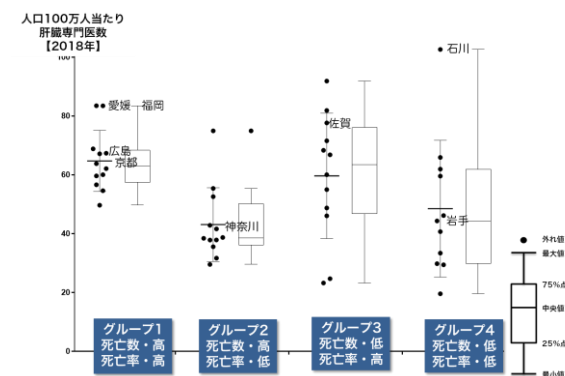 人口100万人当たり
肝臓専門医数
【2018年】
100
80
60
40
20
0
愛媛 福岡
広島
京都
神奈川
佐賀
石川
岩手
グループ1
死亡数・高
死亡率・高
グループ2
死亡数・高
死亡率・低
グループ3
死亡数・低
死亡率・高
グループ4
死亡数・低
死亡率・低
外れ値
最大値
75%点
中央値
25%点
最小値